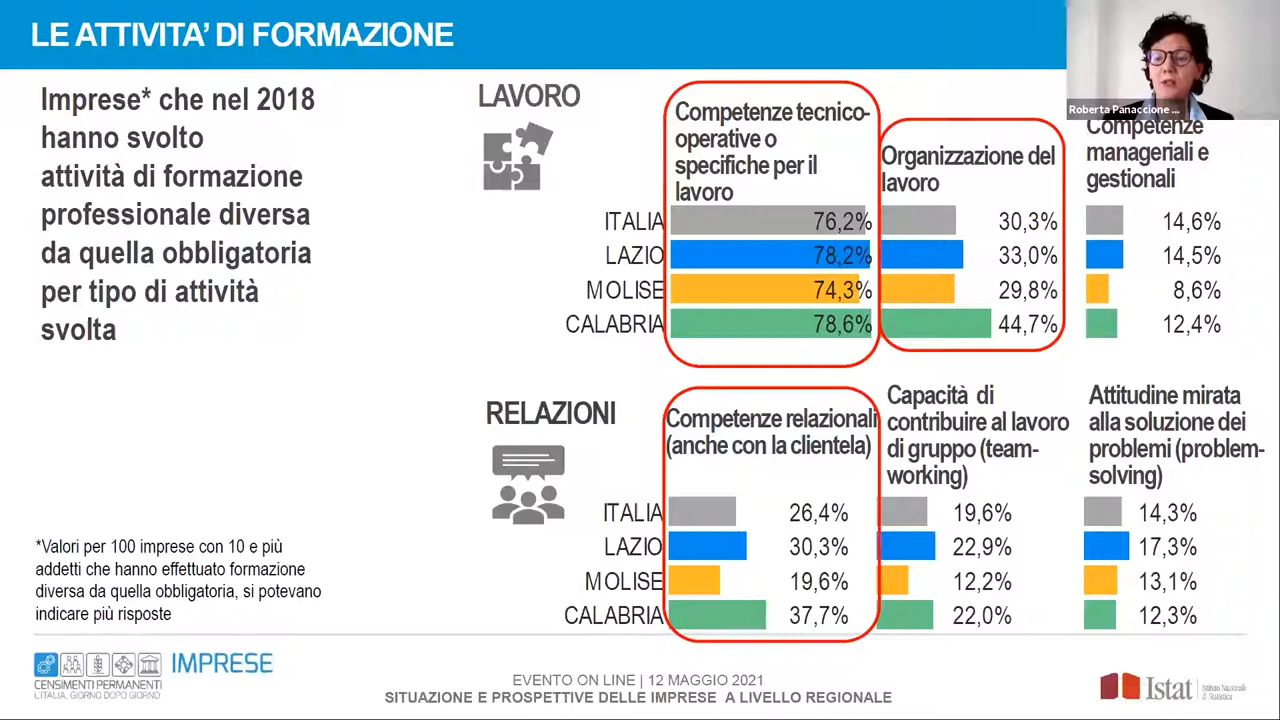 LE ATTIVITA’ DI FORMAZIONE
Roberta Panaccione ...
Imprese* che nel 2018
hanno svolto
attività di formazione
professionale diversa
da quella obbligatoria
per tipo di attività
svolta
LAVORO
Competenze tecnico-
operative o
specifiche per il
lavoro
Organizzazione del
lavoro
Competenze
manageriali e
gestionali
ITALIA 76,2% 30,3% 14,6%
LAZIO 78,2% 33,0% 14,5%
MOLISE 74,3% 29,8% 8,6%
CALABRIA 78,6% 44,7% 12,4%
RELAZIONI
Competenze relazionali
(anche con la clientela)
Capacità di
contribuire al lavoro
di gruppo (team-
working)
Attitudine mirata
alla soluzione dei
problemi (problem-
solving)
ITALIA 26,4% 19,6% 14,3%
LAZIO 30,3% 22,9% 17,3%
MOLISE 19,6% 12,2% 13,1%
CALABRIA 37,7% 22,0% 12,3%
*Valori per 100 imprese con 10 e più
addetti che hanno effettuato formazione
diversa da quella obbligatoria, si potevano
indicare più risposte
IMPRESE
CENSIMENTI PERMANENTI
L'ITALIA, GIORNO DOPO GIORNO
EVENTO ON LINE | 12 MAGGIO 2021
SITUAZIONE E PROSPETTIVE DELLE IMPRESE A LIVELLO REGIONALE
Istat
Istituto Nazionale
di Statistica